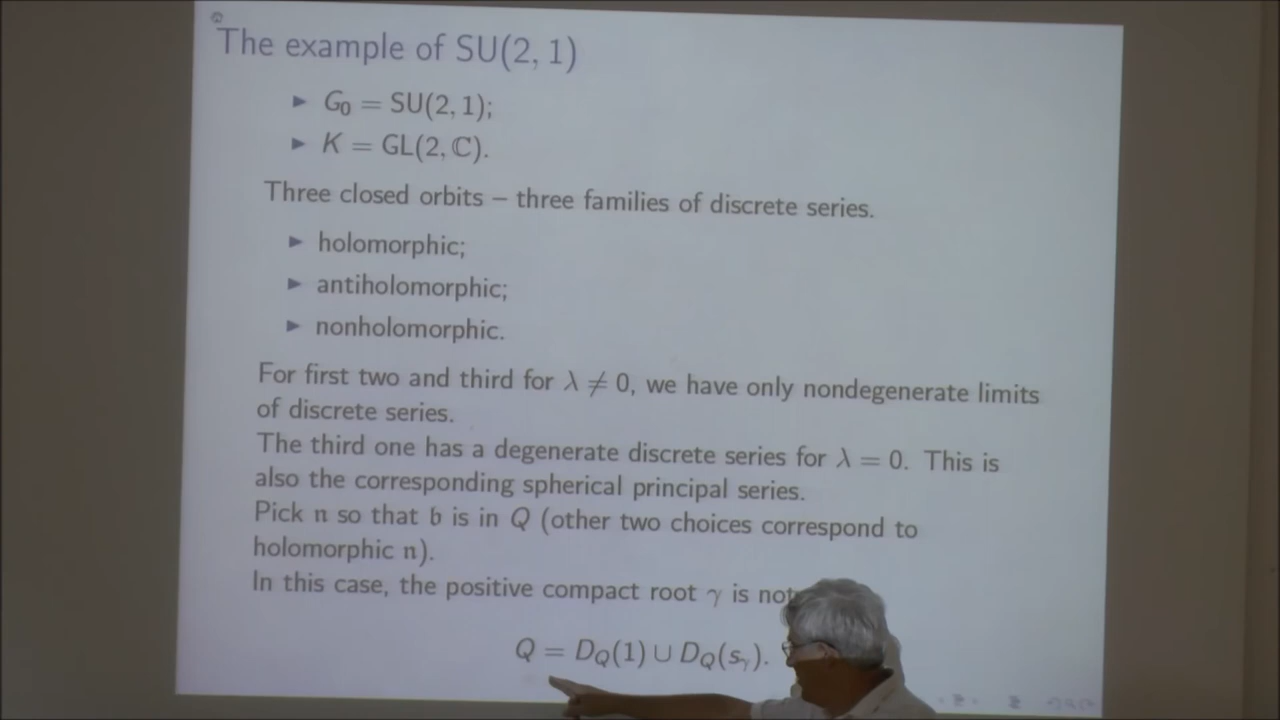 The example of SU(2, 1)
► G₀ = SU(2, 1);
► K = GL(2, ℂ).
Three closed orbits – three families of discrete series.
► holomorphic;
► antiholomorphic;
► nonholomorphic.
For first two and third for λ ≠ 0, we have only nondegenerate limits
of discrete series.
The third one has a degenerate discrete series for λ = 0. This is
also the corresponding spherical principal series.
Pick n so that b is in Q (other two choices correspond to
holomorphic n).
In this case, the positive compact root γ is not
Q = D_Q(1) ∪ D_Q(s_γ).